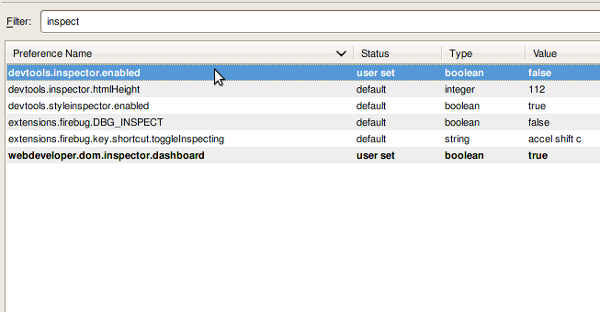 Filter: inspect
Preference Name Status Type Value
devtools.inspector.enabled user set boolean false
devtools.inspector.htmlHeight default integer 112
devtools.styleinspector.enabled default boolean true
extensions.firebug.DBG_INSPECT default boolean false
extensions.firebug.key.shortcut.toggleInspecting default string accel shift c
webdeveloper.dom.inspector.dashboard user set boolean true